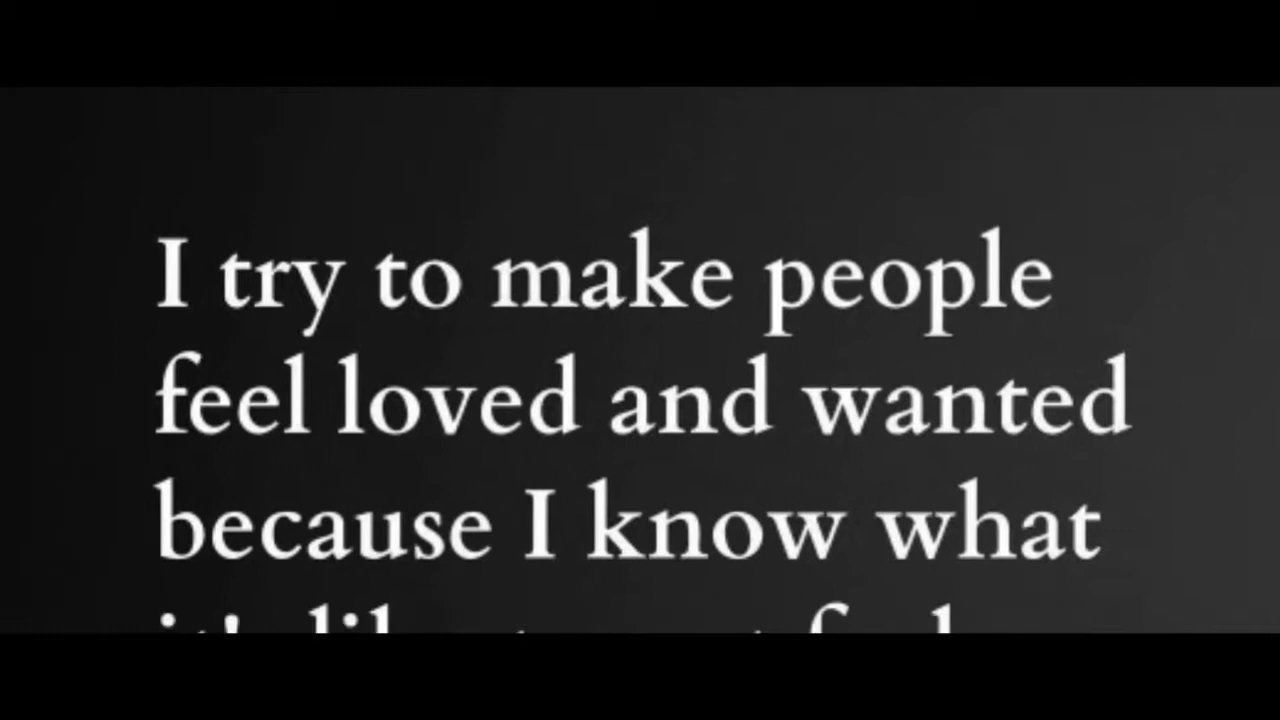 I try to make people
feel loved and wanted
because I know what